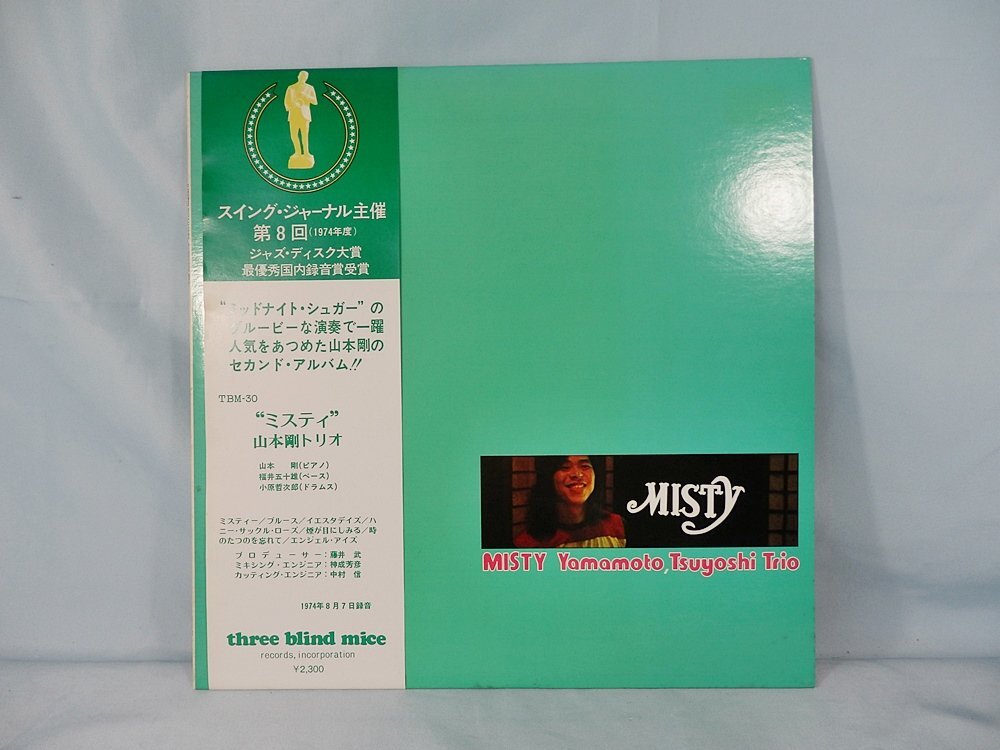 スイング・ジャーナル主催
第8回(1974年度)
ジャズ・ディスク大賞
最優秀国内録音賞受賞
“ミッドナイト・シュガー”の
グルービーな演奏で一躍
人気をあつめた山本剛の
セカンド・アルバム!!
TBM-30
“ミスティ”
山本剛トリオ
山本 剛(ピアノ)
福井五十雄(ベース)
小原哲次郎(ドラムス)
ミスティー/ブルース/イエスタデイズ/ハ
ニー・サックル・ローズ/煙が目にしみる/時
のたつのを忘れて/エンジェル・アイズ
プロデューサー:藤井 武
ミキシング・エンジニア:神成芳彦
カッティング・エンジニア:中村 信
1974年8月7日録音
three blind mice
records, incorporation
¥2,300
MISTY
MISTY Yamamoto,Tsuyoshi Trio